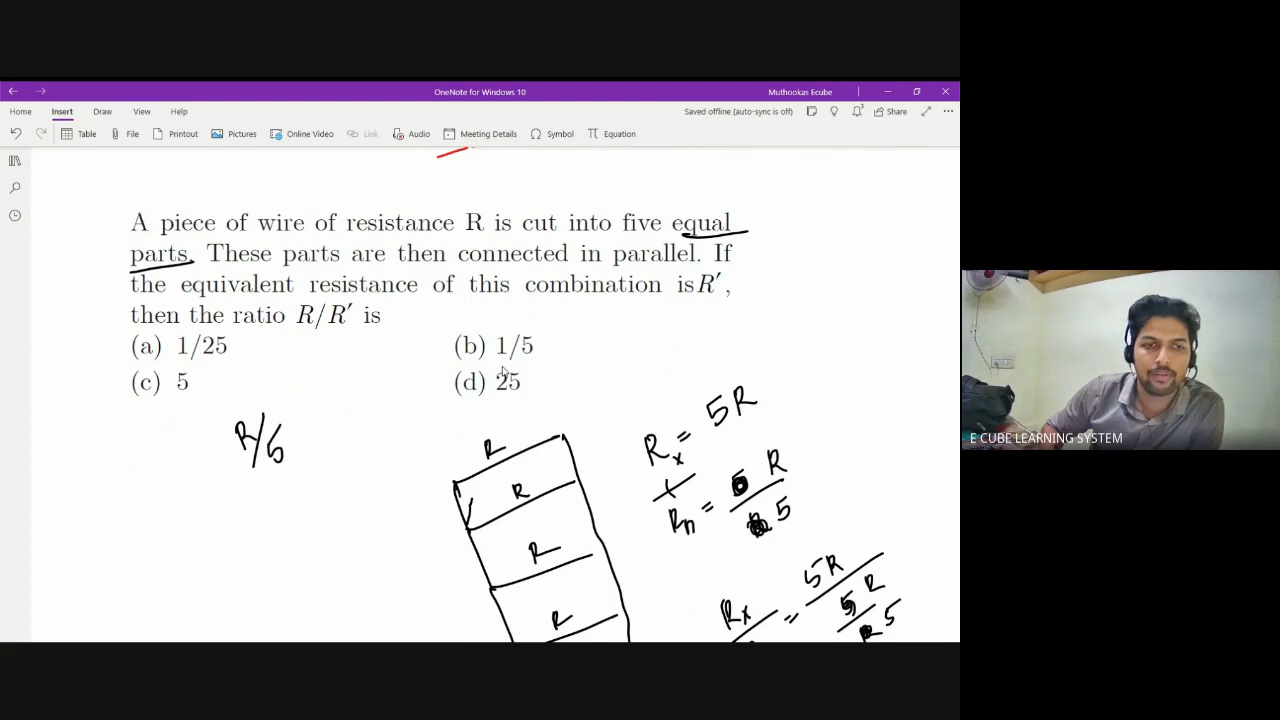 OneNote for Windows 10
Muthookas Ecube
Home Insert Draw View Help
Saved offline (auto-sync is off)
Share
Table File Printout Pictures Online Video Link Audio Meeting Details Symbol Equation
A piece of wire of resistance R is cut into five equal
parts. These parts are then connected in parallel. If
the equivalent resistance of this combination is R′,
then the ratio R/R′ is
(a) 1/25 (b) 1/5
(c) 5 (d) 25
R/5
R
R
R
R
Rx = 5R
Rn = R/5
Rx = 5R
R
5
E CUBE LEARNING SYSTEM